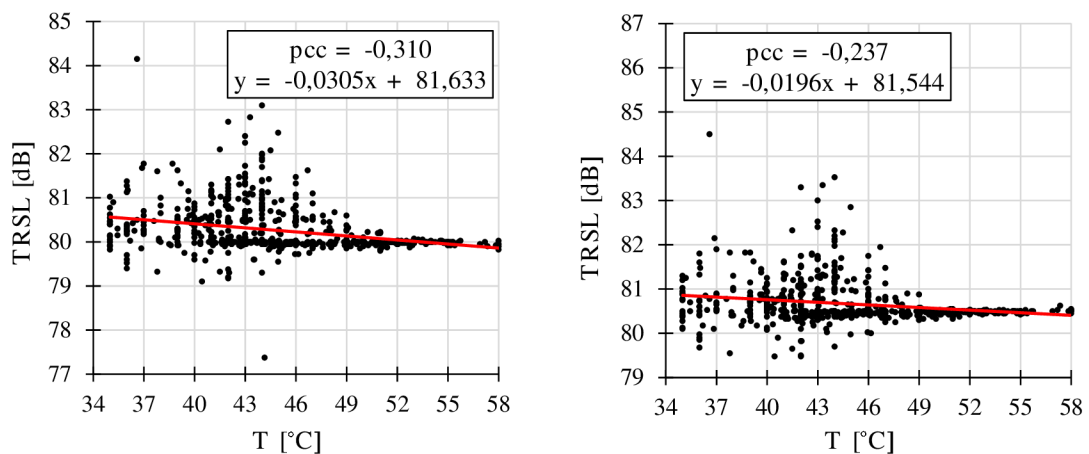 85
84
83
82
81
80
79
78
77
TRSL [dB]
pcc = -0,310
y = -0,0305x + 81,633
34 37 40 43 46 49 52 55 58
T [°C]
87
86
85
84
83
82
81
80
79
TRSL [dB]
pcc = -0,237
y = -0,0196x + 81,544
34 37 40 43 46 49 52 55 58
T [°C]